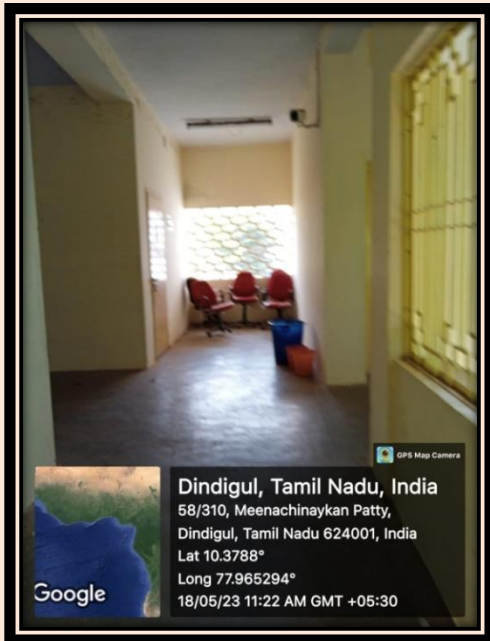 GPS Map Camera
Dindigul, Tamil Nadu, India
58/310, Meenachinaykan Patty,
Dindigul, Tamil Nadu 624001, India
Lat 10.3788°
Long 77.965294°
18/05/23 11:22 AM GMT +05:30
Google